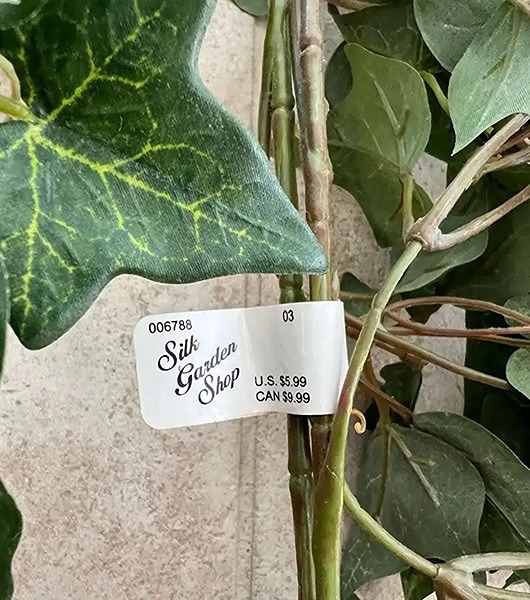 006788 03
Silk
Garden
Shop
U.S. $5.99
CAN $9.99